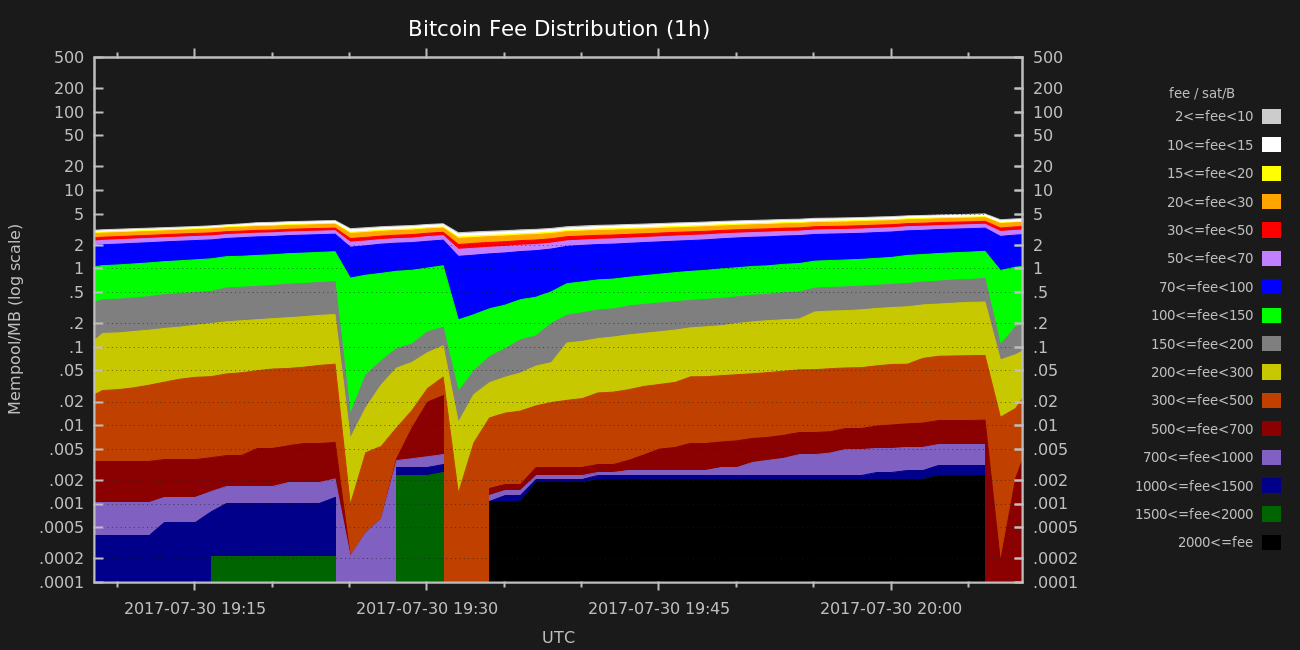 Bitcoin Fee Distribution (1h)
Mempool/MB (log scale)
500
200
100
50
20
10
5
2
1
.5
.2
.1
.05
.02
.01
.005
.002
.001
.0005
.0002
.0001
500
200
100
50
20
10
5
2
1
.5
.2
.1
.05
.02
.01
.005
.002
.001
.0005
.0002
.0001
2017-07-30 19:15
2017-07-30 19:30
2017-07-30 19:45
2017-07-30 20:00
UTC
fee / sat/B
2<=fee<10
10<=fee<15
15<=fee<20
20<=fee<30
30<=fee<50
50<=fee<70
70<=fee<100
100<=fee<150
150<=fee<200
200<=fee<300
300<=fee<500
500<=fee<700
700<=fee<1000
1000<=fee<1500
1500<=fee<2000
2000<=fee